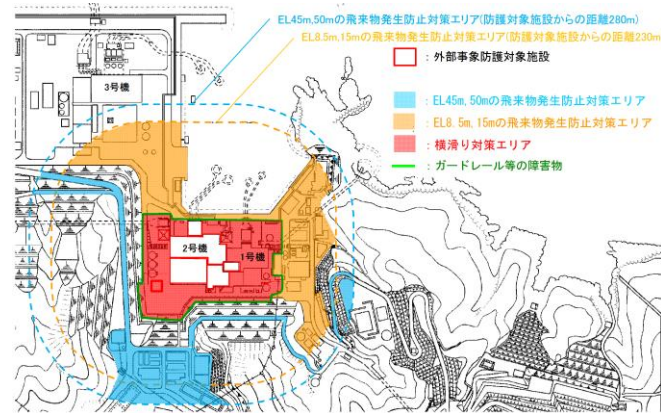 EL45m,50mの飛来物発生防止対策エリア(防護対象施設からの距離280m)
EL8.5m,15mの飛来物発生防止対策エリア(防護対象施設からの距離230m)
：外部事象防護対象施設
3号機
：EL45m,50mの飛来物発生防止対策エリア
：EL8.5m,15mの飛来物発生防止対策エリア
：横滑り対策エリア
：ガードレール等の障害物
2号機
1号機